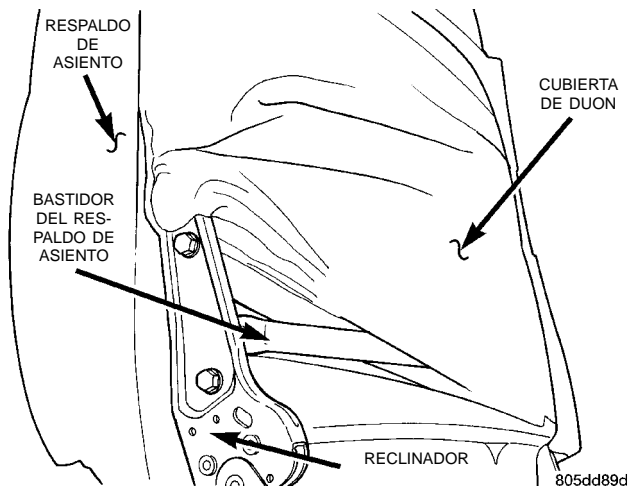 RESPALDO
DE
ASIENTO
CUBIERTA
DE DUON
BASTIDOR
DEL RES-
PALDO DE
ASIENTO
RECLINADOR
805dd89d